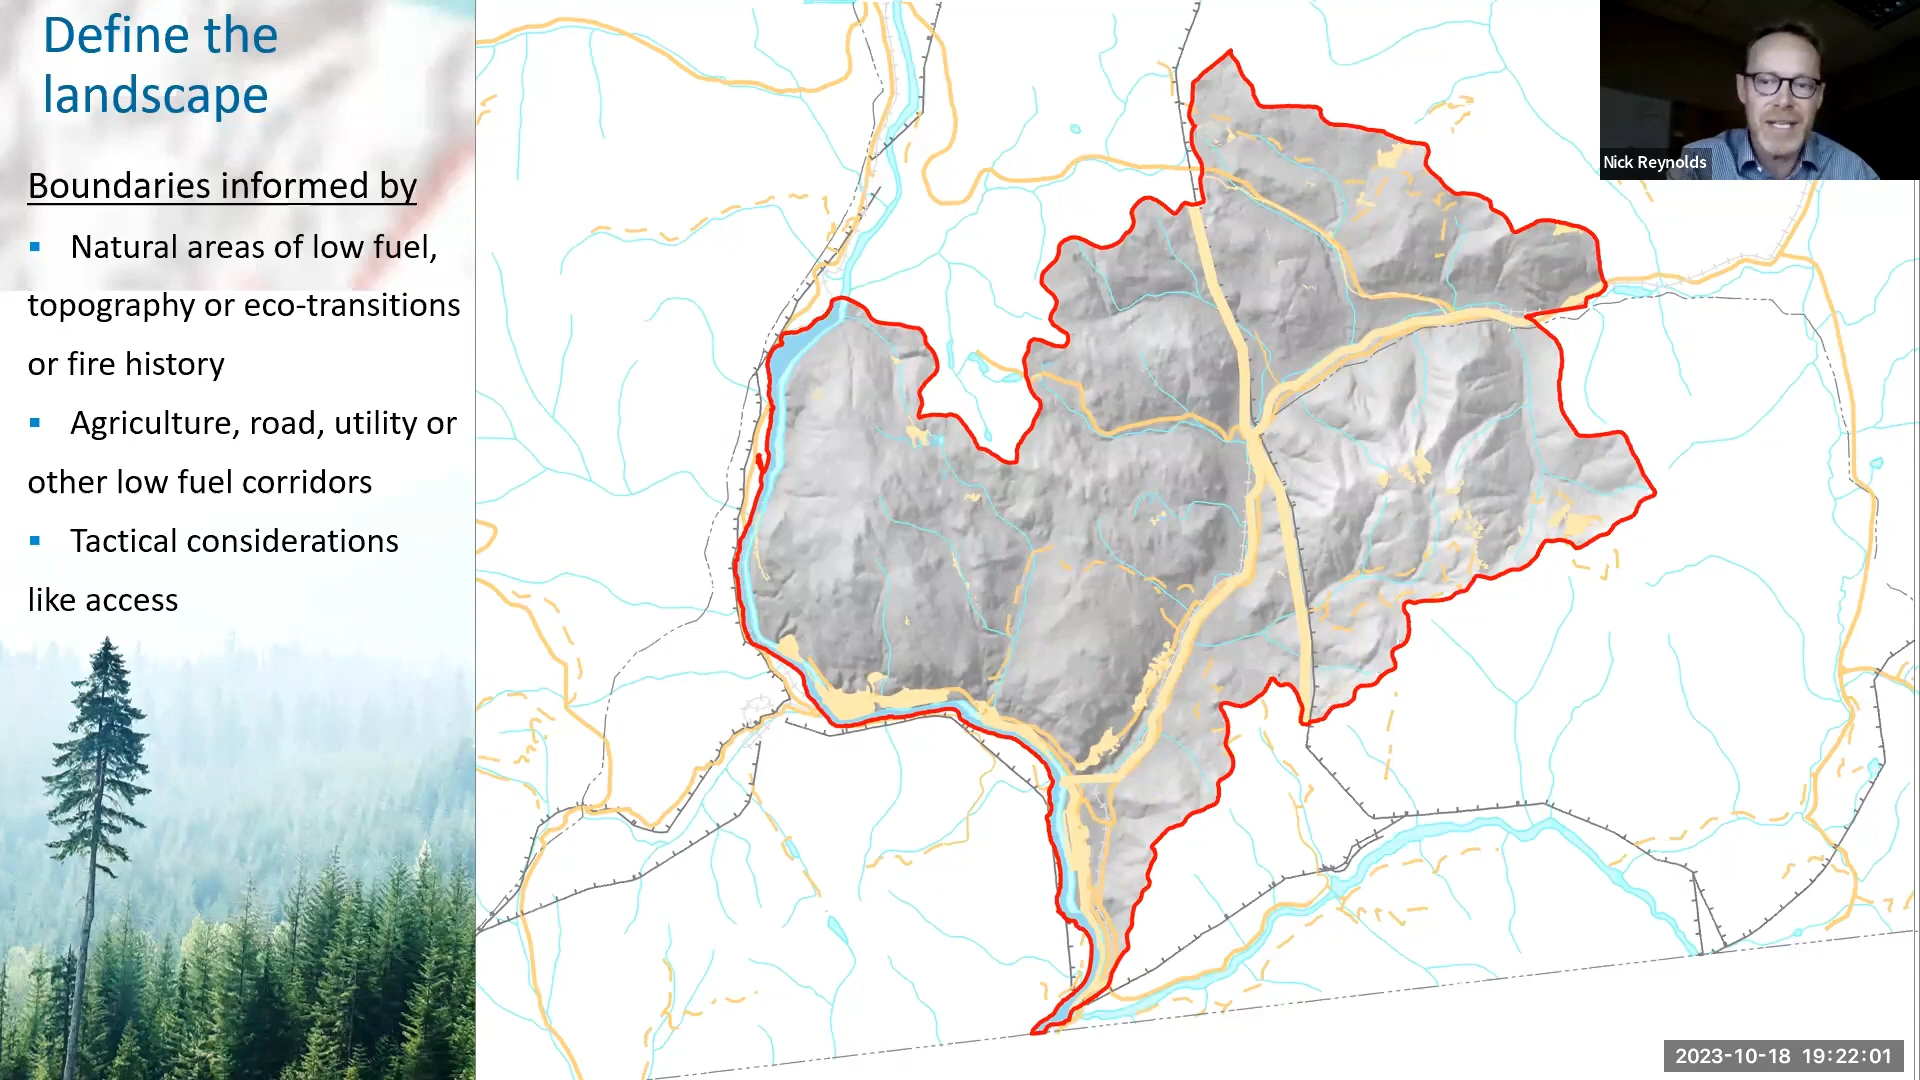 Define the
landscape
Boundaries informed by
▪ Natural areas of low fuel,
topography or eco-transitions
or fire history
▪ Agriculture, road, utility or
other low fuel corridors
▪ Tactical considerations
like access
Nick Reynolds
2023-10-18 19:22:01